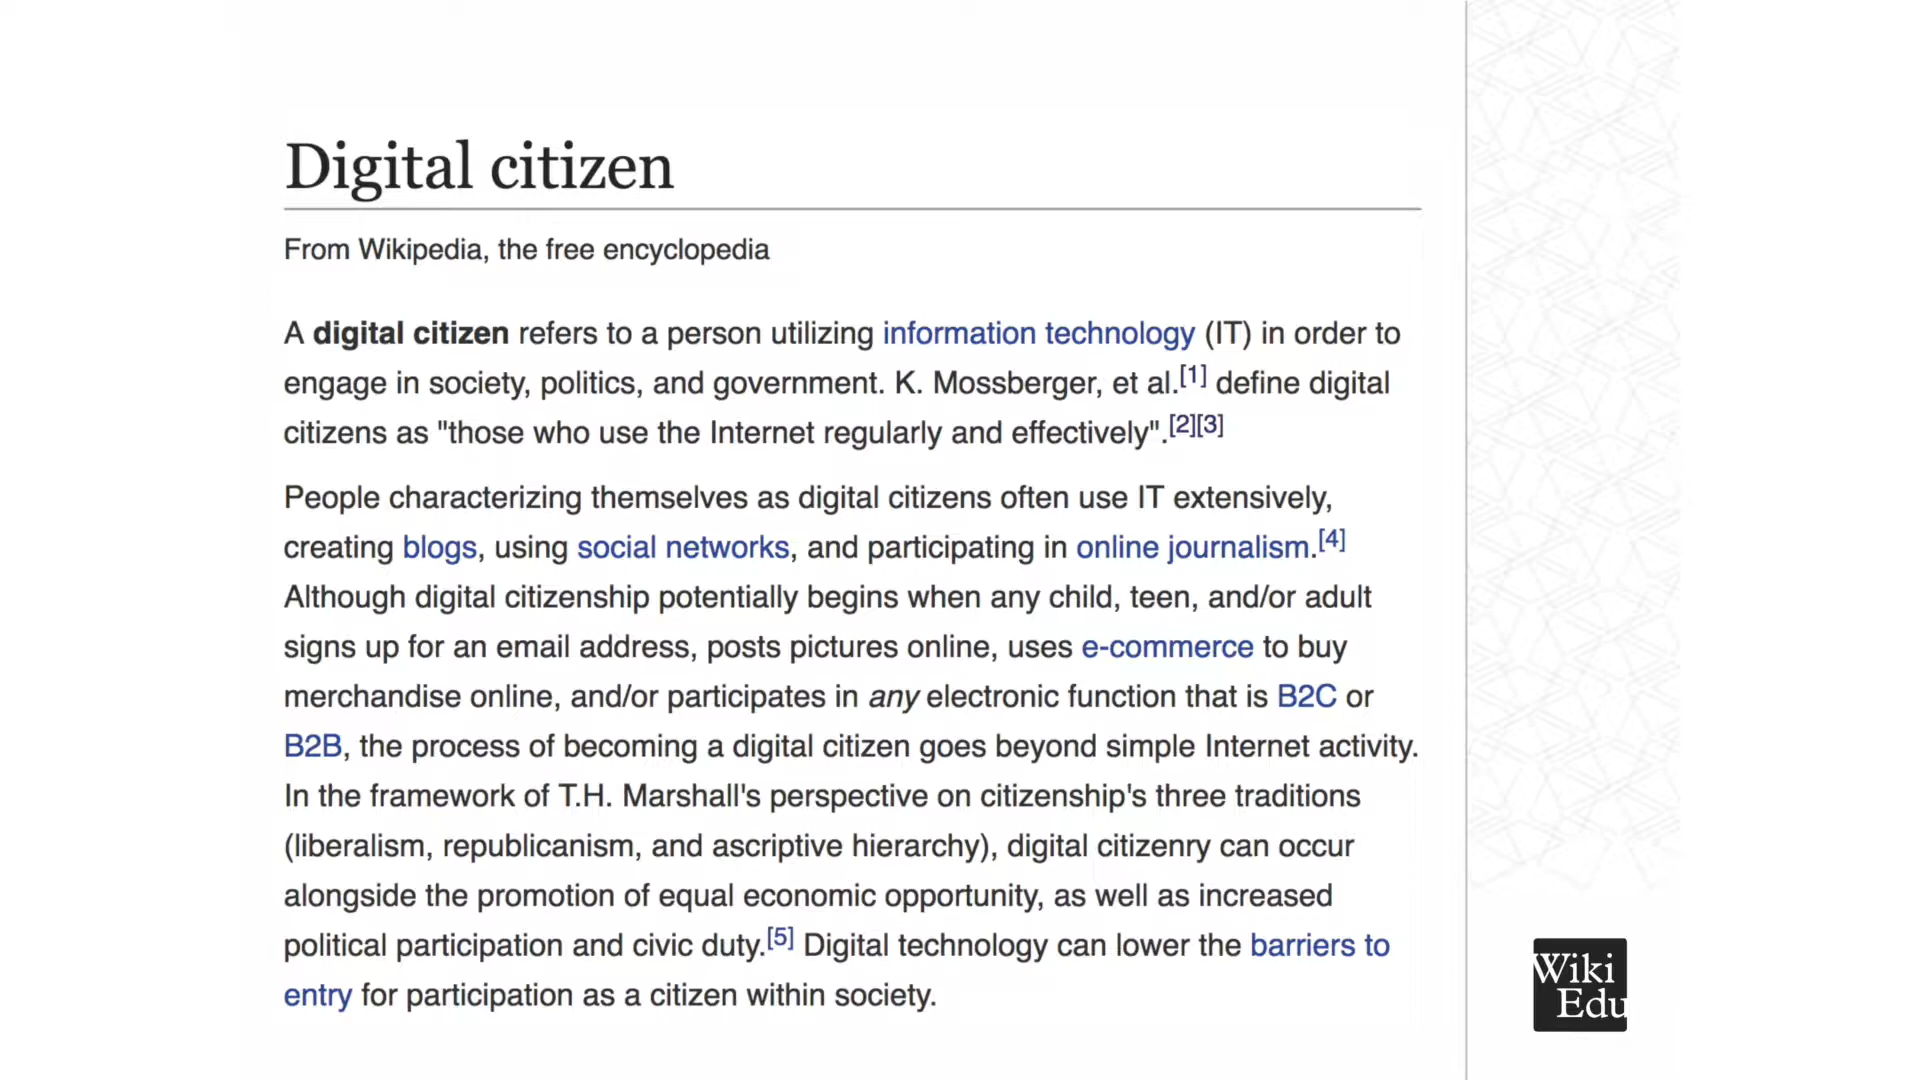 Digital citizen
From Wikipedia, the free encyclopedia
A digital citizen refers to a person utilizing information technology (IT) in order to
engage in society, politics, and government. K. Mossberger, et al.[1] define digital
citizens as "those who use the Internet regularly and effectively".[2][3]
People characterizing themselves as digital citizens often use IT extensively,
creating blogs, using social networks, and participating in online journalism.[4]
Although digital citizenship potentially begins when any child, teen, and/or adult
signs up for an email address, posts pictures online, uses e-commerce to buy
merchandise online, and/or participates in any electronic function that is B2C or
B2B, the process of becoming a digital citizen goes beyond simple Internet activity.
In the framework of T.H. Marshall's perspective on citizenship's three traditions
(liberalism, republicanism, and ascriptive hierarchy), digital citizenry can occur
alongside the promotion of equal economic opportunity, as well as increased
political participation and civic duty.[5] Digital technology can lower the barriers to
entry for participation as a citizen within society.
Wiki
Edu